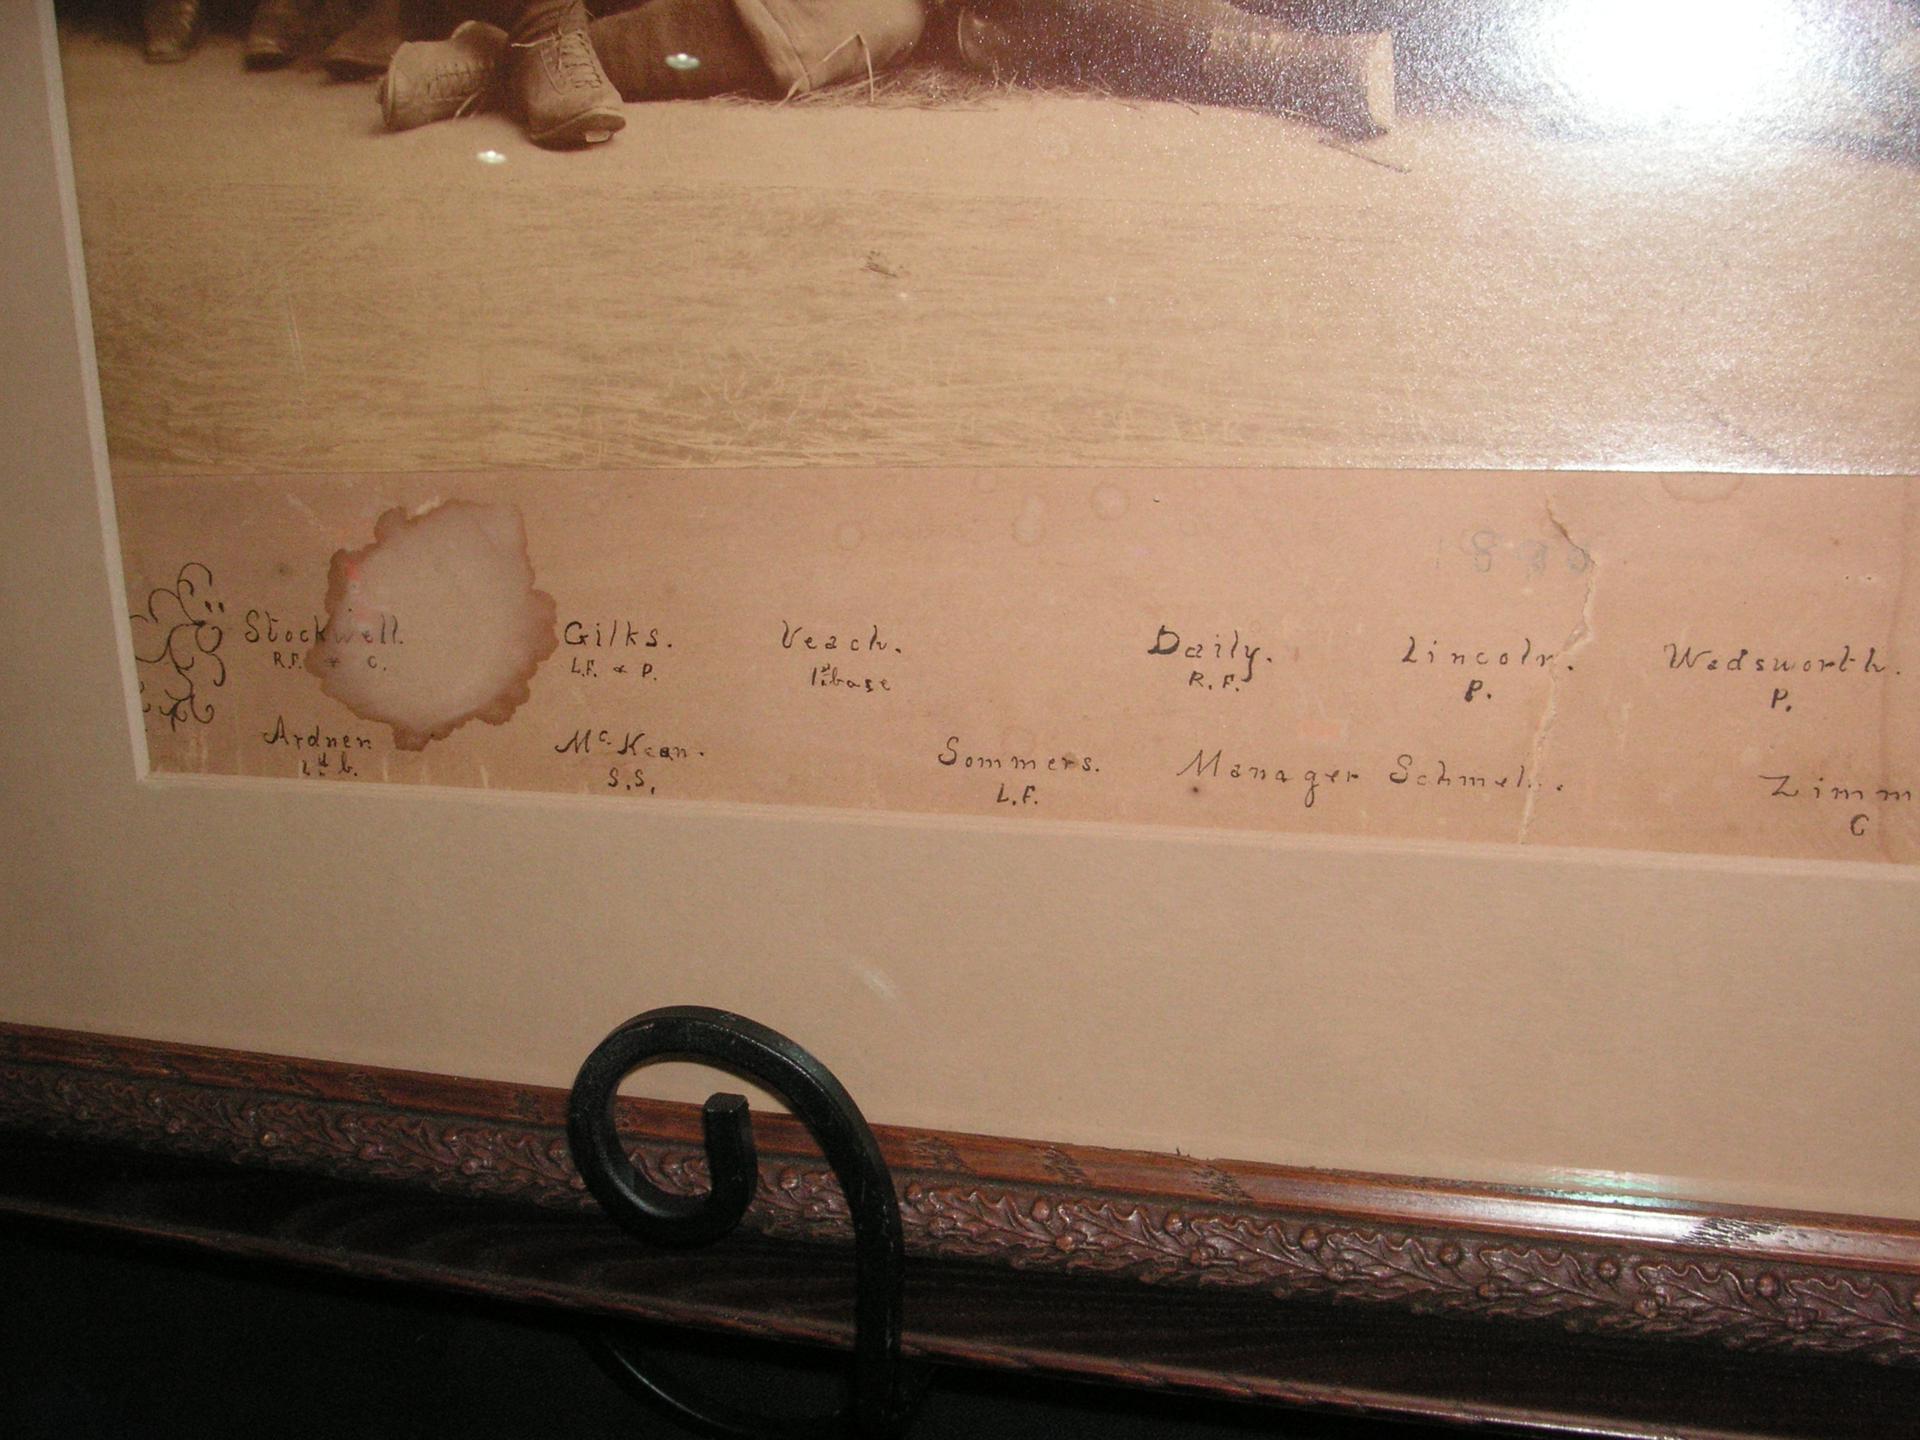 Stockwell. Gilks. Veach. Daily. Lincoln. Wadsworth.
R.F. & C. L.F. & P. 1st base R.F. P. P.
Ardner. McKean. Sommers. Manager Schmel Zimm
2d b. S.S. L.F. C